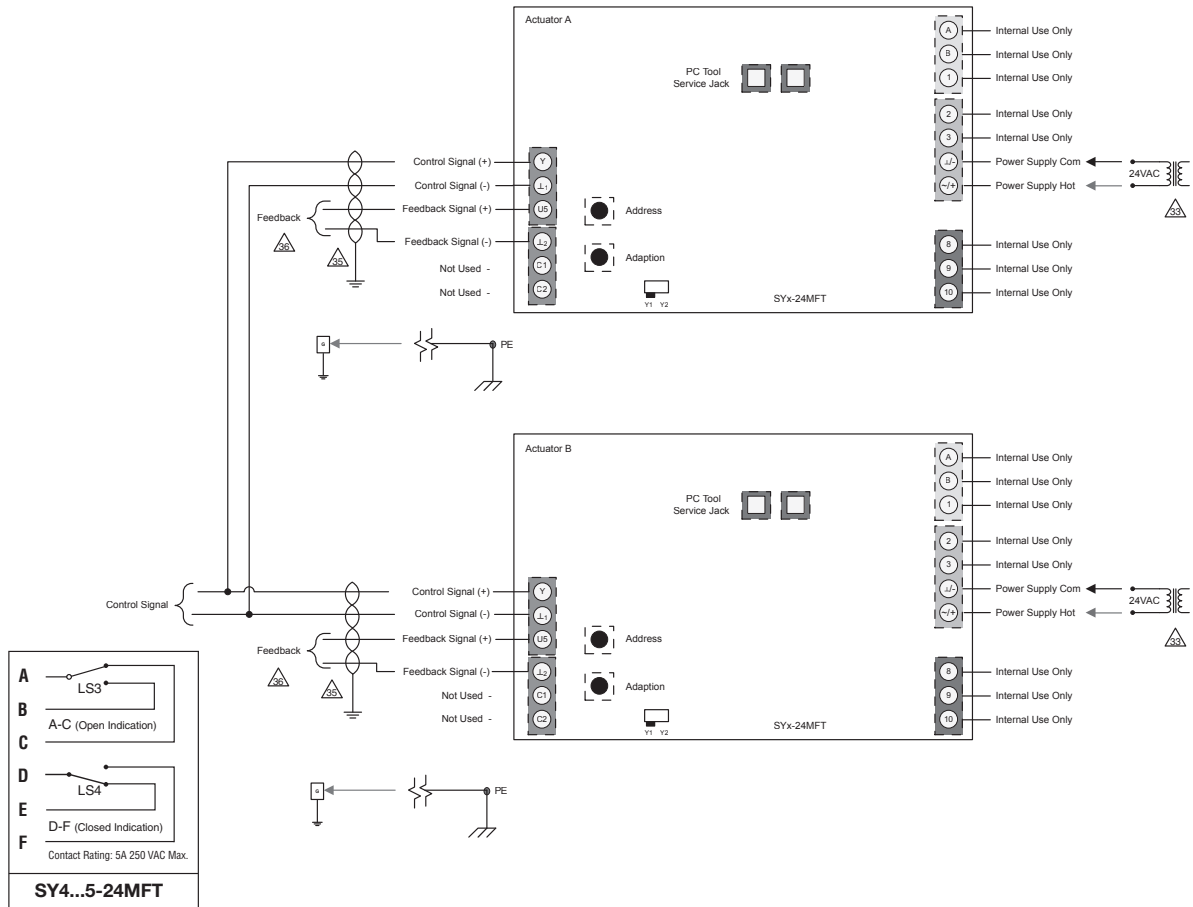 Actuator A
PC Tool
Service Jack
A Internal Use Only
B Internal Use Only
1 Internal Use Only
2 Internal Use Only
3 Internal Use Only
⊥/- Power Supply Com
~/+ Power Supply Hot
24VAC
33
8 Internal Use Only
9 Internal Use Only
10 Internal Use Only
Control Signal (+) Y
Control Signal (-) ⊥1
Feedback Signal (+) U5
Feedback
36
35
Feedback Signal (-) ⊥2
Not Used - C1
Not Used - C2
Address
Adaption
Y1 Y2
SYx-24MFT
G
PE
Actuator B
PC Tool
Service Jack
A Internal Use Only
B Internal Use Only
1 Internal Use Only
2 Internal Use Only
3 Internal Use Only
⊥/- Power Supply Com
~/+ Power Supply Hot
24VAC
33
8 Internal Use Only
9 Internal Use Only
10 Internal Use Only
Control Signal
Control Signal (+) Y
Control Signal (-) ⊥1
Feedback Signal (+) U5
Feedback
36
35
Feedback Signal (-) ⊥2
Not Used - C1
Not Used - C2
Address
Adaption
Y1 Y2
SYx-24MFT
G
PE
A
LS3
B
A-C (Open Indication)
C
D
LS4
E
D-F (Closed Indication)
F
Contact Rating: 5A 250 VAC Max.
SY4...5-24MFT